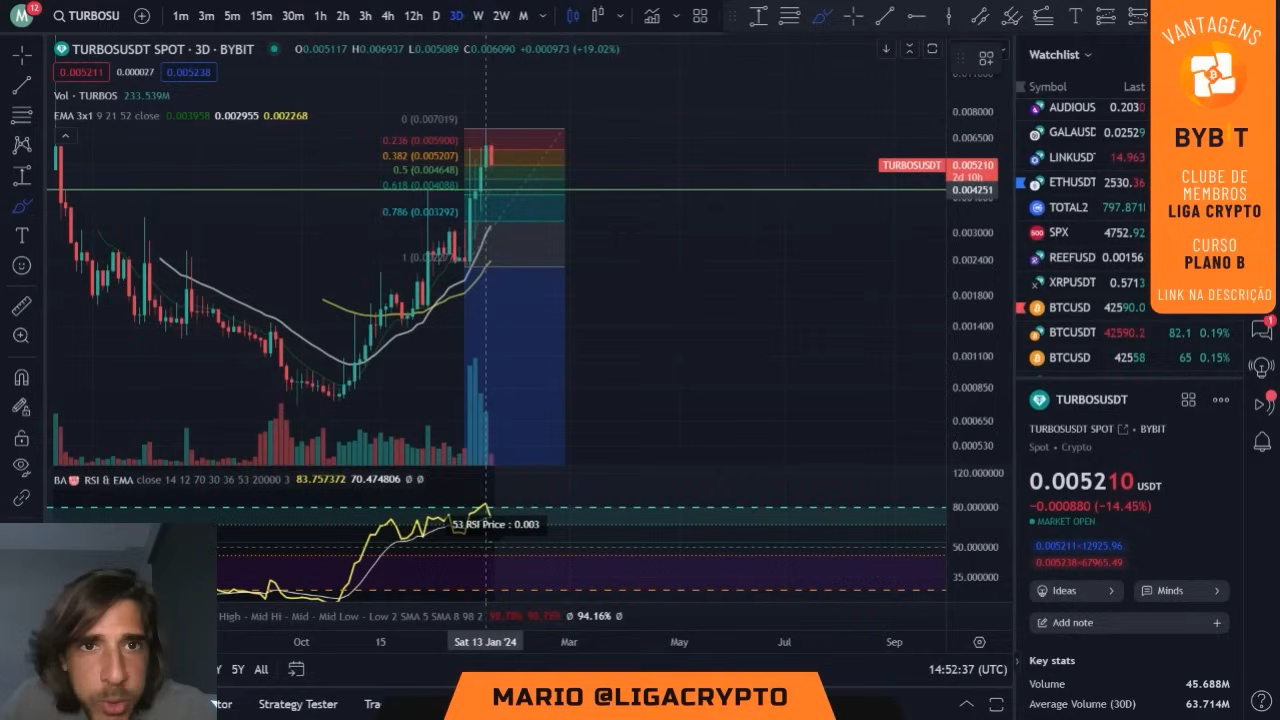 M 12 TURBOSU 1m 3m 5m 15m 30m 1h 2h 3h 4h 12h D 3D W 2W M
TURBOSUSDT SPOT · 3D · BYBIT O0.005117 H0.006937 L0.005089 C0.006090 +0.000973 (+19.02%)
0.005211 0.000027 0.005238
Vol · TURBOS 233.539M
EMA 3x1 9 21 52 close 0.003958 0.002955 0.002268
0 (0.007019)
0.236 (0.005900)
0.382 (0.005207)
0.5 (0.004648)
0.618 (0.004088)
0.786 (0.003292)
0.008000
0.006500
TURBOSUSDT 0.005210
2d 10h
0.004251
0.003000
0.002400
0.001800
0.001400
0.001100
0.000850
0.000650
0.000530
BA RSI & EMA close 14 12 70 30 36 53 20000 3 83.757372 70.474806 Ø Ø
120.000000
80.000000
53 RSI Price : 0.003
50.000000
35.000000
High - Mid Hi - Mid - Mid Low - Low 2 SMA 5 SMA 8 98 2 98.78% 98.78% Ø 94.16% Ø
Oct 15 Sat 13 Jan '24 Mar May Jul Sep
5Y All 14:52:37 (UTC)
Strategy Tester Tra
Watchlist
Symbol Last
AUDIOUS 0.2030
GALAUSD 0.02529
LINKUSD 14.963
ETHUSDT 2530.36
TOTAL2 797.871
SPX 4752.92
REEFUSD 0.00156
XRPUSDT 0.5713
BTCUSD 42590.0
BTCUSDT 42590.2 82.1 0.19%
BTCUSD 42558 65 0.15%
TURBOSUSDT
TURBOSUSDT SPOT · BYBIT
Spot · Crypto
0.005210 USDT
−0.000880 (−14.45%)
MARKET OPEN
0.005211×12925.96
0.005238×67965.49
Ideas Minds
Add note
Key stats
Volume 45.688M
Average Volume (30D) 63.714M
VANTAGENS
BYBIT
CLUBE DE
MEMBROS
LIGA CRYPTO
CURSO
PLANO B
LINK NA DESCRIÇÃO
MARIO @LIGACRYPTO